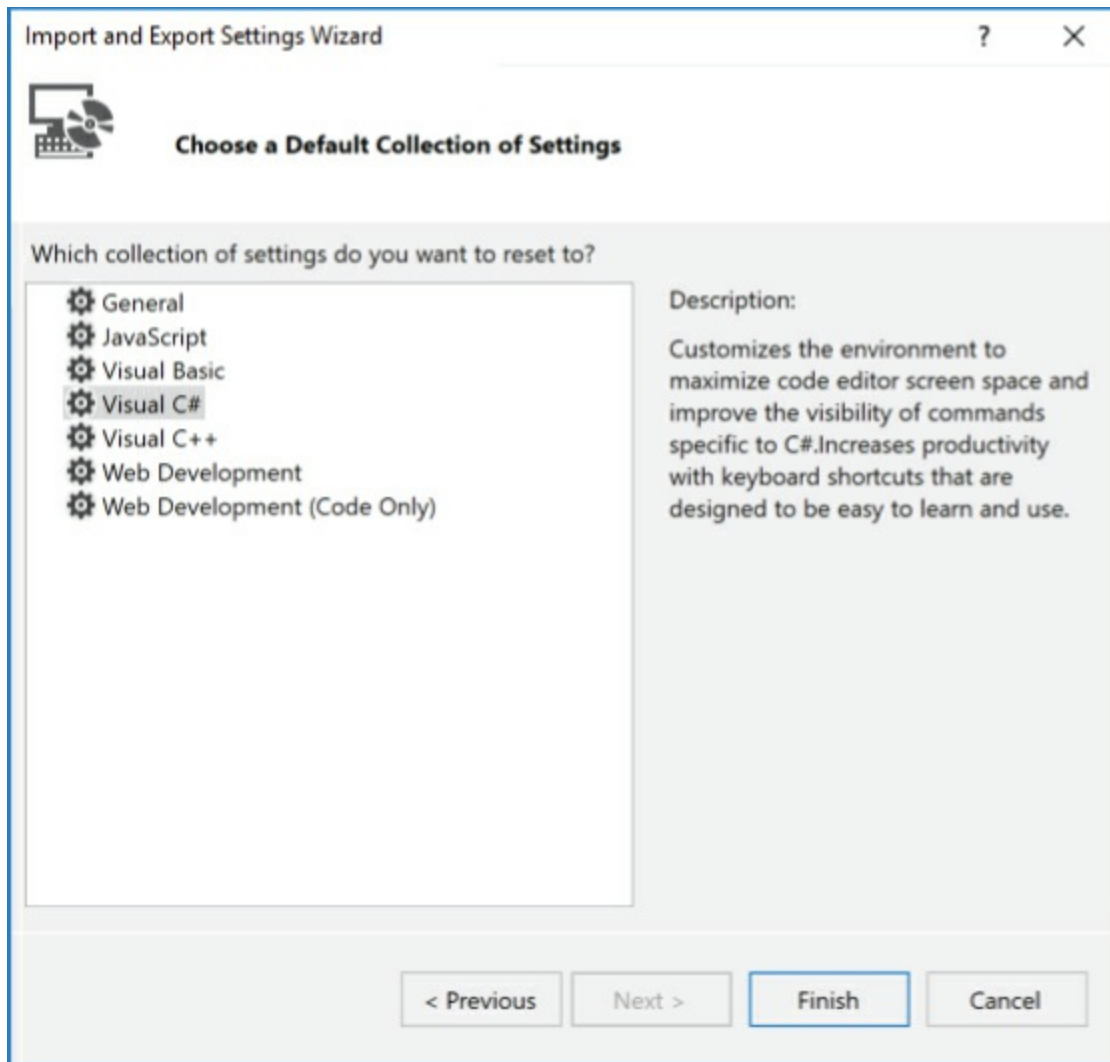 Import and Export Settings Wizard
?
Choose a Default Collection of Settings
Which collection of settings do you want to reset to?
General
JavaScript
Visual Basic
Visual C#
Visual C++
Web Development
Web Development (Code Only)
Description:
Customizes the environment to
maximize code editor screen space and
improve the visibility of commands
specific to C#.Increases productivity
with keyboard shortcuts that are
designed to be easy to learn and use.
< Previous
Next >
Finish
Cancel